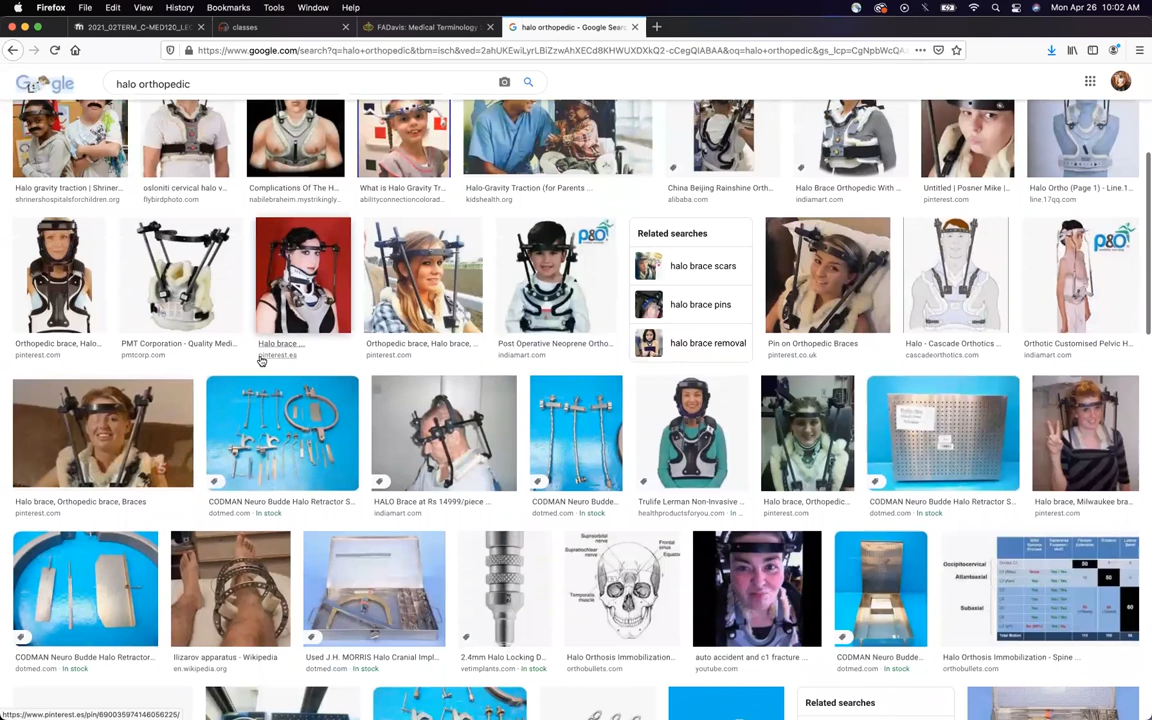 Firefox File Edit View History Bookmarks Tools Window Help Mon Apr 26 10:02 AM
2021_02TERM_C-MED120_LEC classes FADavis: Medical Terminology halo orthopedic - Google Sear
https://www.google.com/search?q=halo+orthopedic&tbm=isch&ved=2ahUKEwiLyrLBiZzwAhXECd8KHWUXDXkQ2-cCegQIABAA&oq=halo+orthopedic&gs_lcp=CgNpbWcQA
Google halo orthopedic
Halo gravity traction | Shriner... osloniti cervical halo v... Complications Of The H... What is Halo Gravity Tr... Halo-Gravity Traction (for Parents ... China Beijing Rainshine Orth... Halo Brace Orthopedic With ... Untitled | Posner Mike |... Halo Ortho (Page 1) - Line.1...
shrinershospitalsforchildren.org flybirdphoto.com nabilebraheim.mystrikingly... abilityconnectioncolorad... kidshealth.org alibaba.com indiamart.com pinterest.com line.17qq.com
P&O
Related searches
P&O
halo brace scars
halo brace pins
halo brace removal
Orthopedic brace, Halo... PMT Corporation - Quality Medi... Halo brace ... Orthopedic brace, Halo brace, ... Post Operative Neoprene Ortho... Pin on Orthopedic Braces Halo - Cascade Orthotics ... Orthotic Customised Pelvic H...
pinterest.com pmtcorp.com pinterest.es pinterest.com indiamart.com pinterest.co.uk cascadeorthotics.com indiamart.com
Halo brace, Orthopedic brace, Braces CODMAN Neuro Budde Halo Retractor S... HALO Brace at Rs 14999/piece ... CODMAN Neuro Budde... Trulife Lerman Non-Invasive ... Halo brace, Orthopedic... CODMAN Neuro Budde Halo Retractor S... Halo brace, Milwaukee bra...
pinterest.com dotmed.com · In stock indiamart.com dotmed.com · In stock healthproductsforyou.com · In ... pinterest.com dotmed.com · In stock pinterest.com
Supraorbital nerve
Supratrochlear nerve
Frontal sinus
Equator
Temporalis muscle
Occipitocervical
Atlantoaxial
Subaxial
CODMAN Neuro Budde Halo Retractor... Ilizarov apparatus - Wikipedia Used J.H. MORRIS Halo Cranial Impl... 2.4mm Halo Locking D... Halo Orthosis Immobilization... auto accident and c1 fracture ... CODMAN Neuro Budde... Halo Orthosis Immobilization - Spine ...
dotmed.com · In stock en.wikipedia.org dotmed.com · In stock vetimplants.com · In stock orthobullets.com youtube.com dotmed.com · In stock orthobullets.com
Related searches
https://www.pinterest.es/pin/690035974146056225/